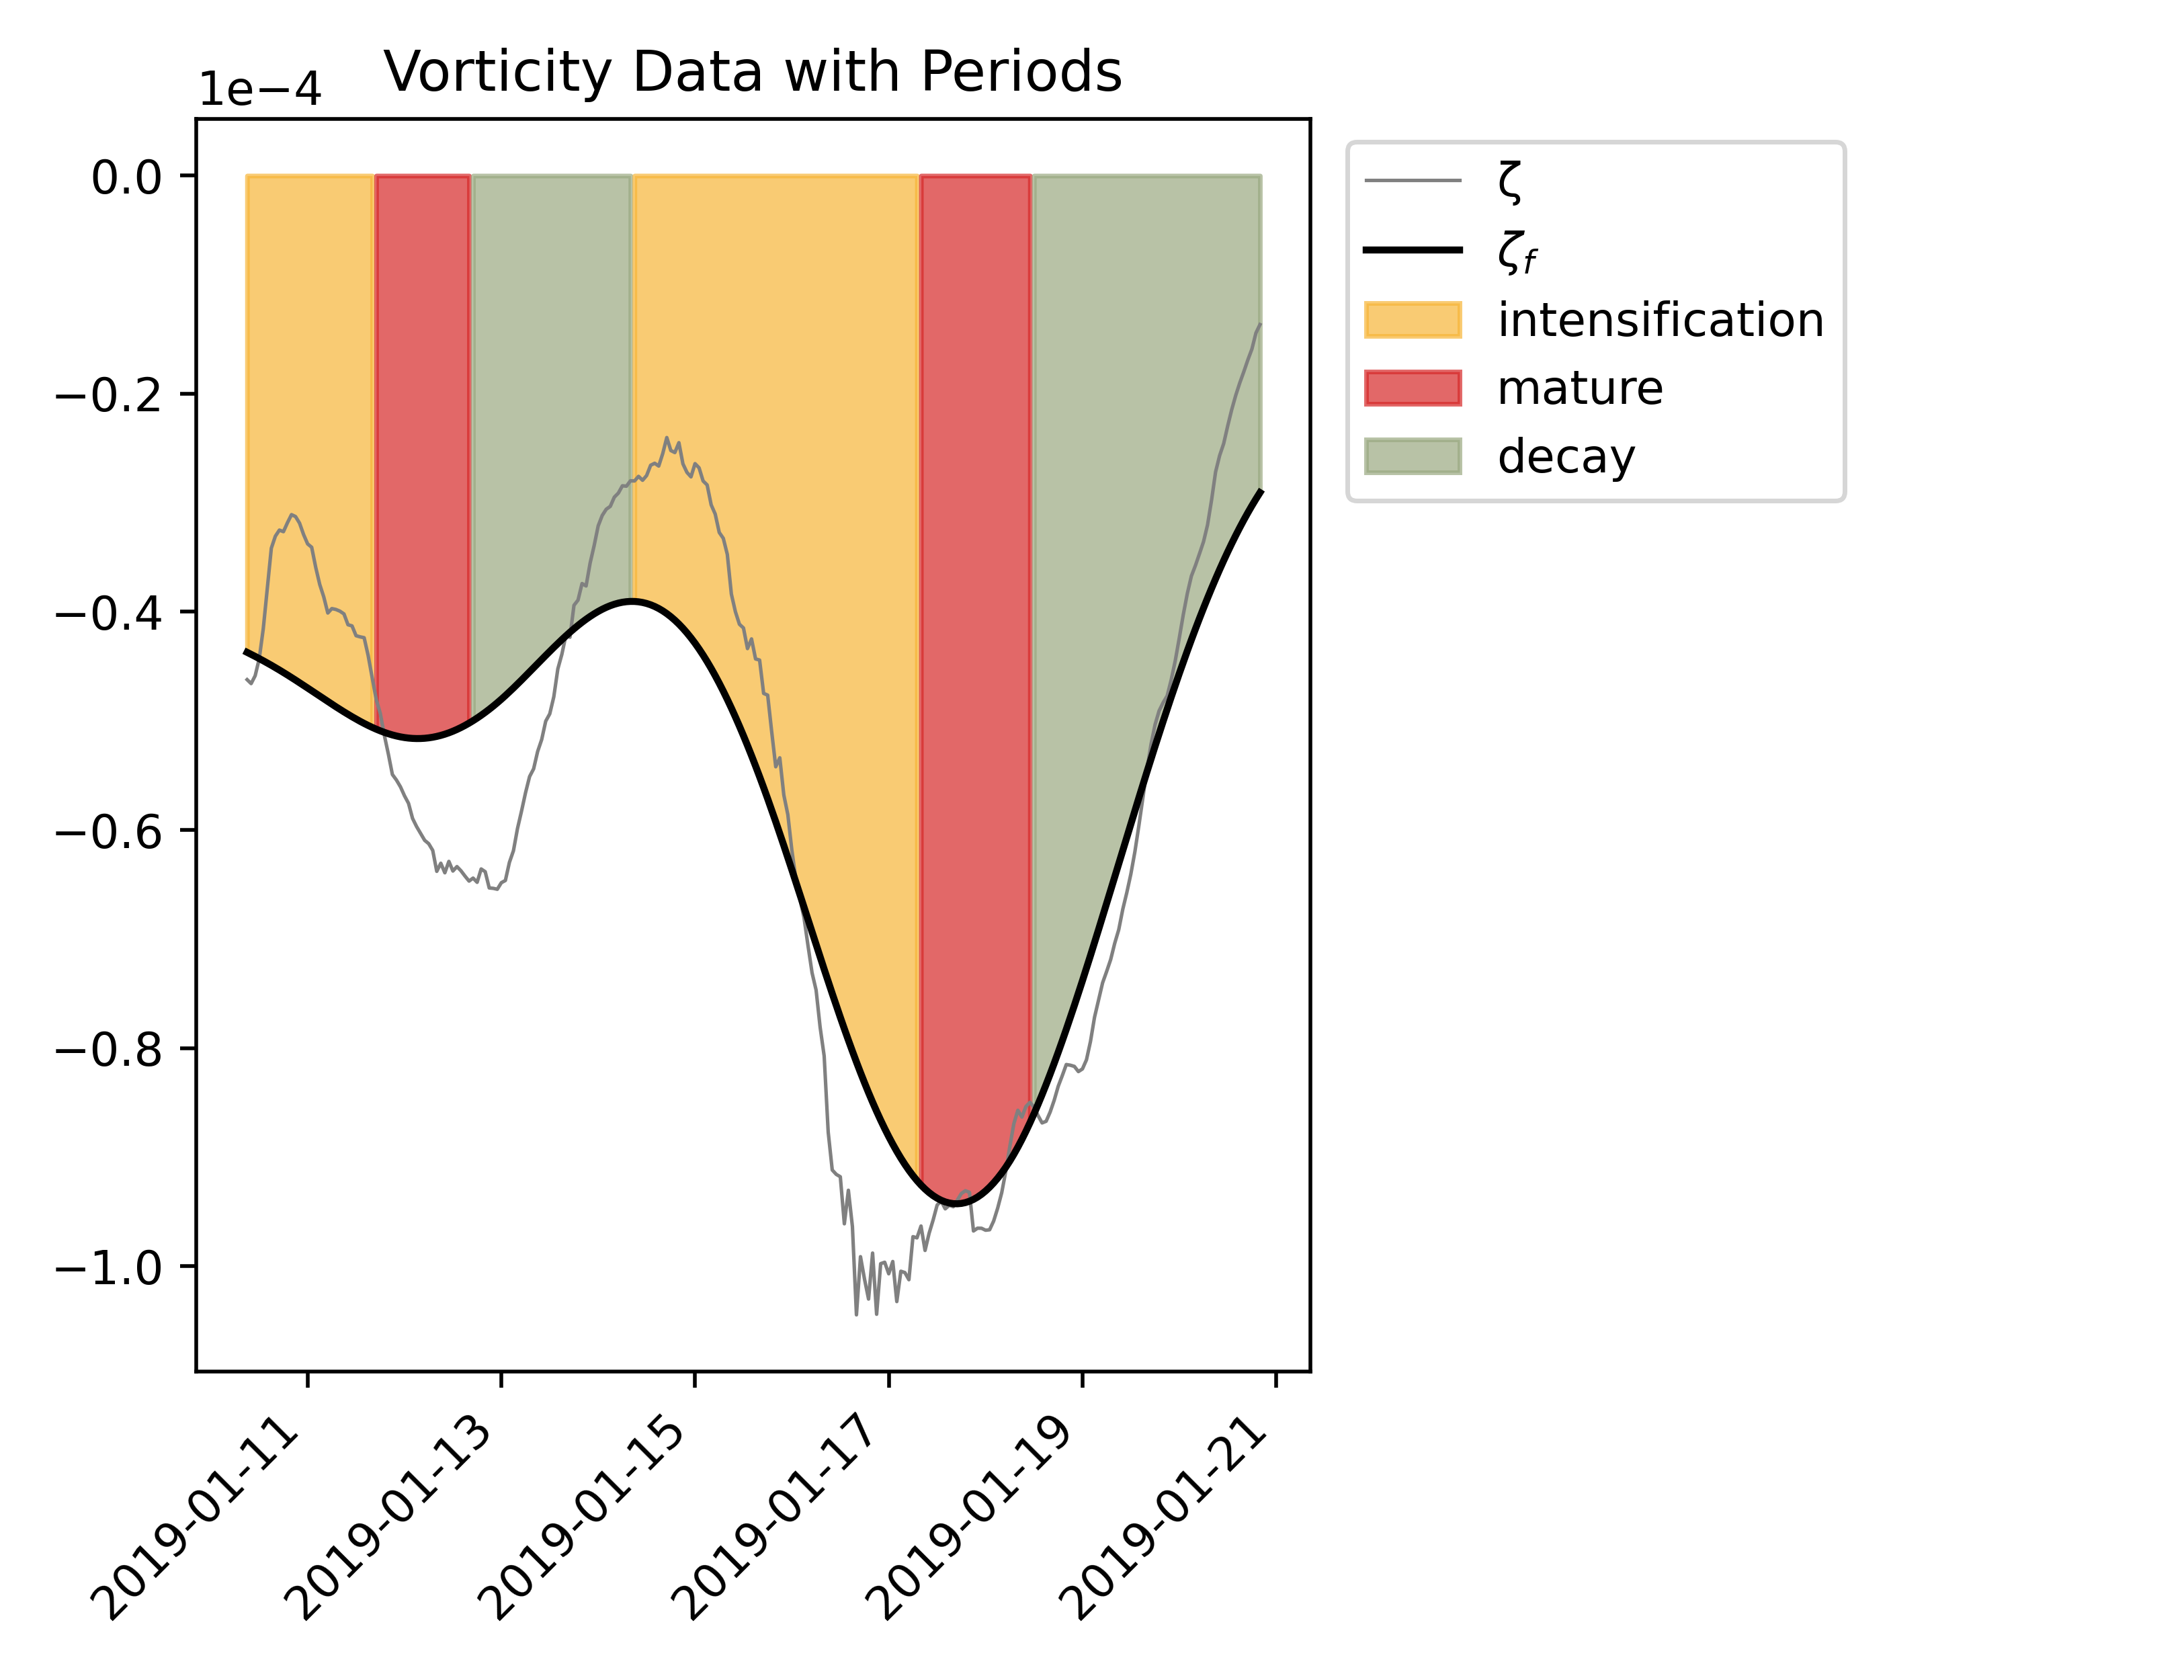 Vorticity Data with Periods
1e−4
0.0
−0.2
−0.4
−0.6
−0.8
−1.0
2019-01-11
2019-01-13
2019-01-15
2019-01-17
2019-01-19
2019-01-21
ζ
ζf
intensification
mature
decay